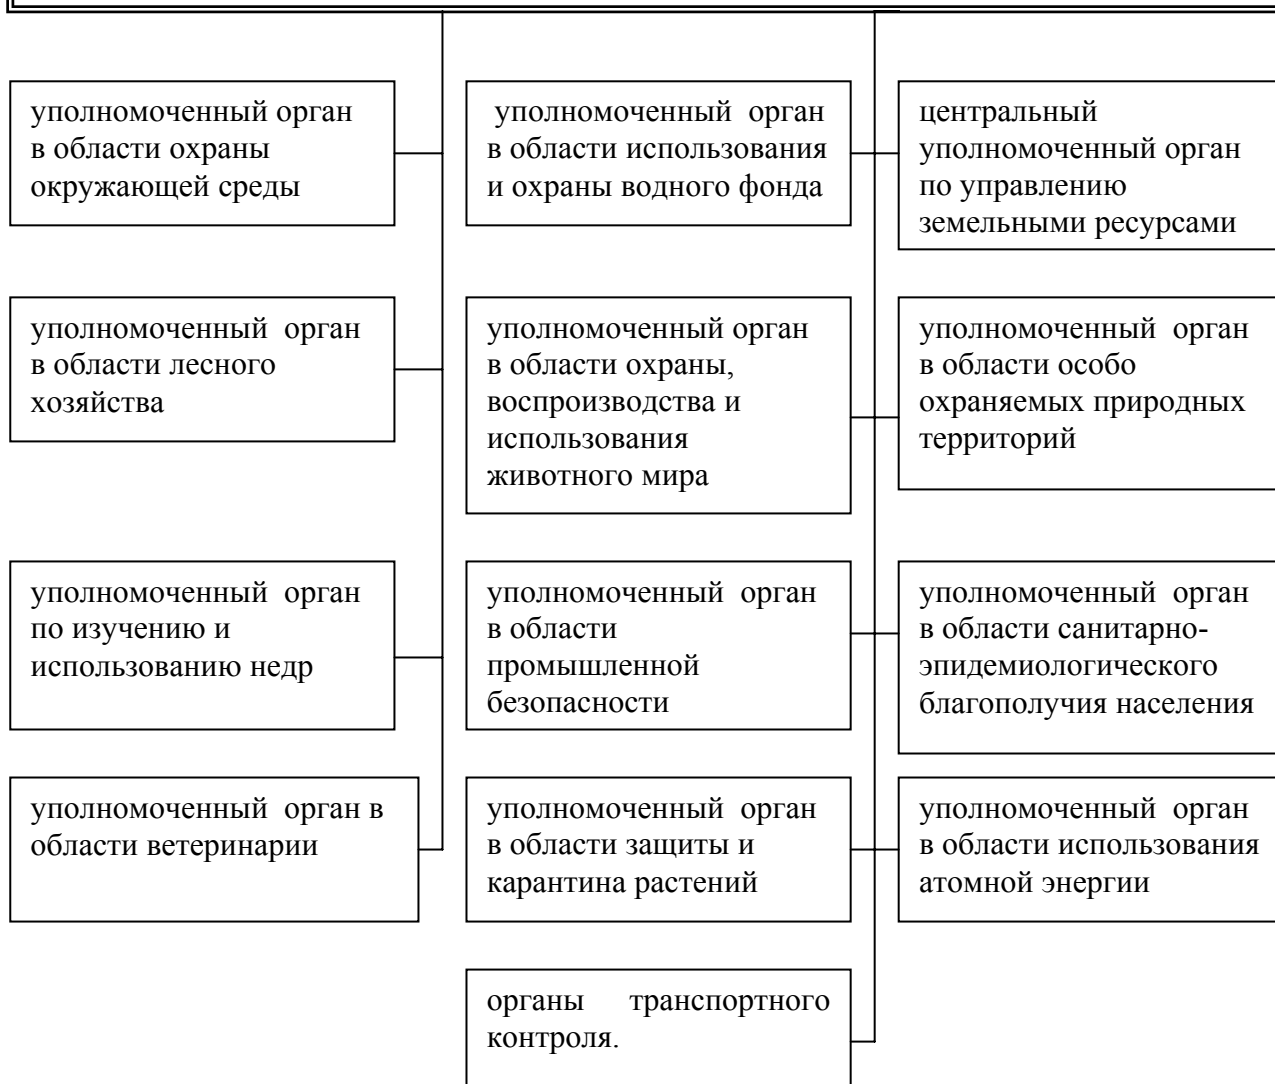 уполномоченный орган
в области охраны
окружающей среды
уполномоченный орган
в области использования
и охраны водного фонда
центральный
уполномоченный орган
по управлению
земельными ресурсами
уполномоченный орган
в области лесного
хозяйства
уполномоченный орган
в области охраны,
воспроизводства и
использования
животного мира
уполномоченный орган
в области особо
охраняемых природных
территорий
уполномоченный орган
по изучению и
использованию недр
уполномоченный орган
в области
промышленной
безопасности
уполномоченный орган
в области санитарно-
эпидемиологического
благополучия населения
уполномоченный орган в
области ветеринарии
уполномоченный орган
в области защиты и
карантина растений
уполномоченный орган
в области использования
атомной энергии
органы транспортного
контроля.